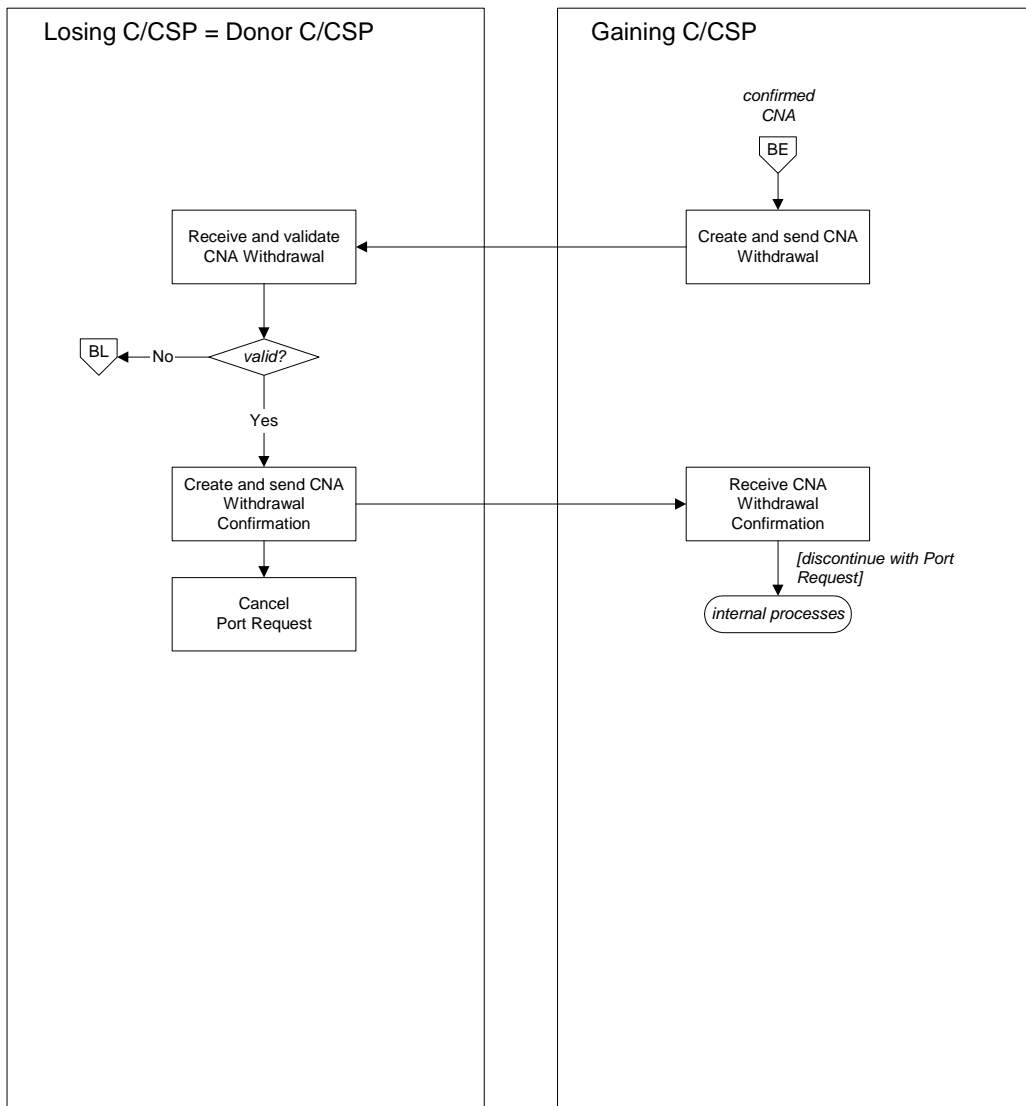 Losing C/CSP = Donor C/CSP
Gaining C/CSP
confirmed
CNA
BE
Receive and validate
CNA Withdrawal
Create and send CNA
Withdrawal
BL
No
valid?
Yes
Create and send CNA
Withdrawal
Confirmation
Receive CNA
Withdrawal
Confirmation
[discontinue with Port
Request]
Cancel
Port Request
internal processes